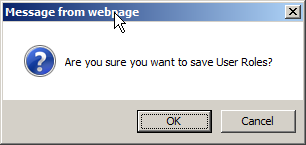 Message from webpage
Are you sure you want to save User Roles?
OK
Cancel